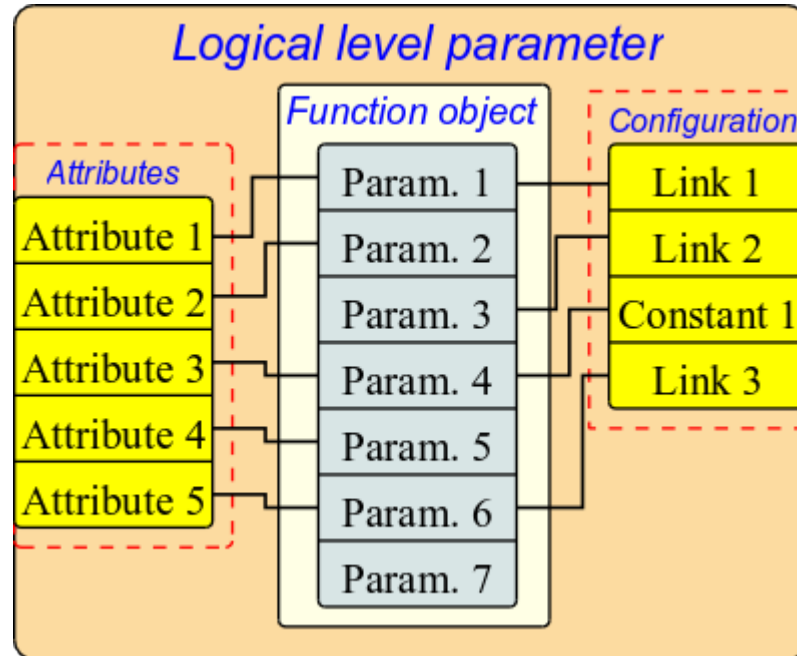 Logical level parameter
Function object
Configuration
Attributes
Param. 1
Link 1
Attribute 1
Param. 2
Link 2
Attribute 2
Param. 3
Constant 1
Attribute 3
Param. 4
Link 3
Attribute 4
Param. 5
Attribute 5
Param. 6
Param. 7